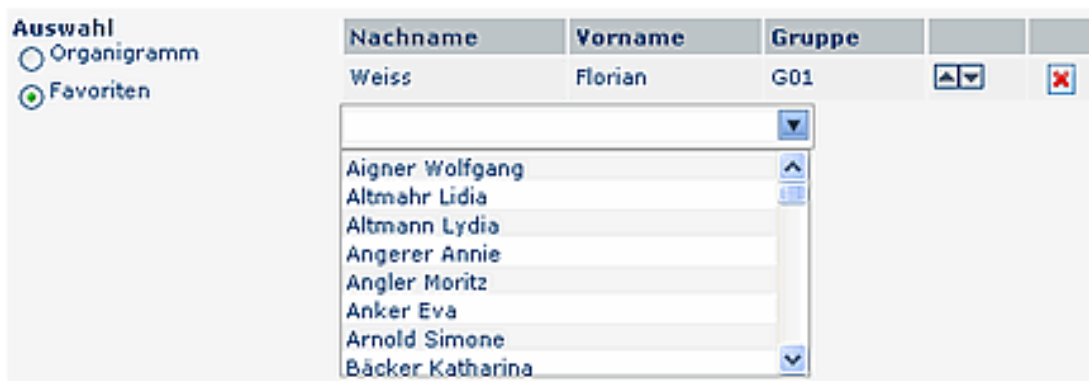 Auswahl
Organigramm
Favoriten
Nachname Vorname Gruppe
Weiss Florian G01
Aigner Wolfgang
Altmahr Lidia
Altmann Lydia
Angerer Annie
Angler Moritz
Anker Eva
Arnold Simone
Bäcker Katharina